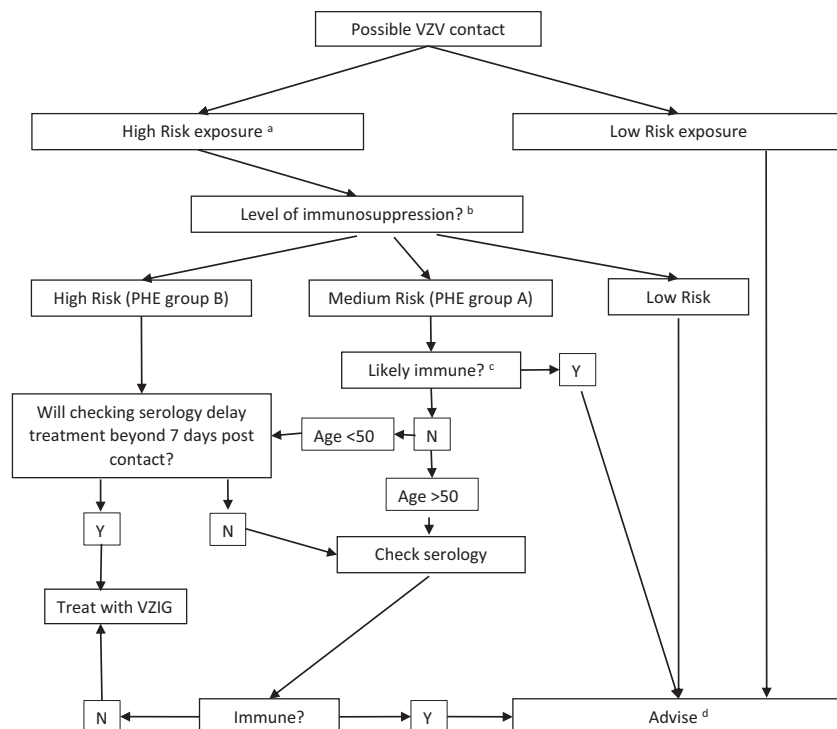 Possible VZV contact
High Risk exposure a
Low Risk exposure
Level of immunosuppression? b
High Risk (PHE group B)
Medium Risk (PHE group A)
Low Risk
Likely immune? c
Y
Will checking serology delay
treatment beyond 7 days post
contact?
Age <50
N
Age >50
Y
N
Check serology
Treat with VZIG
N
Immune?
Y
Advise d